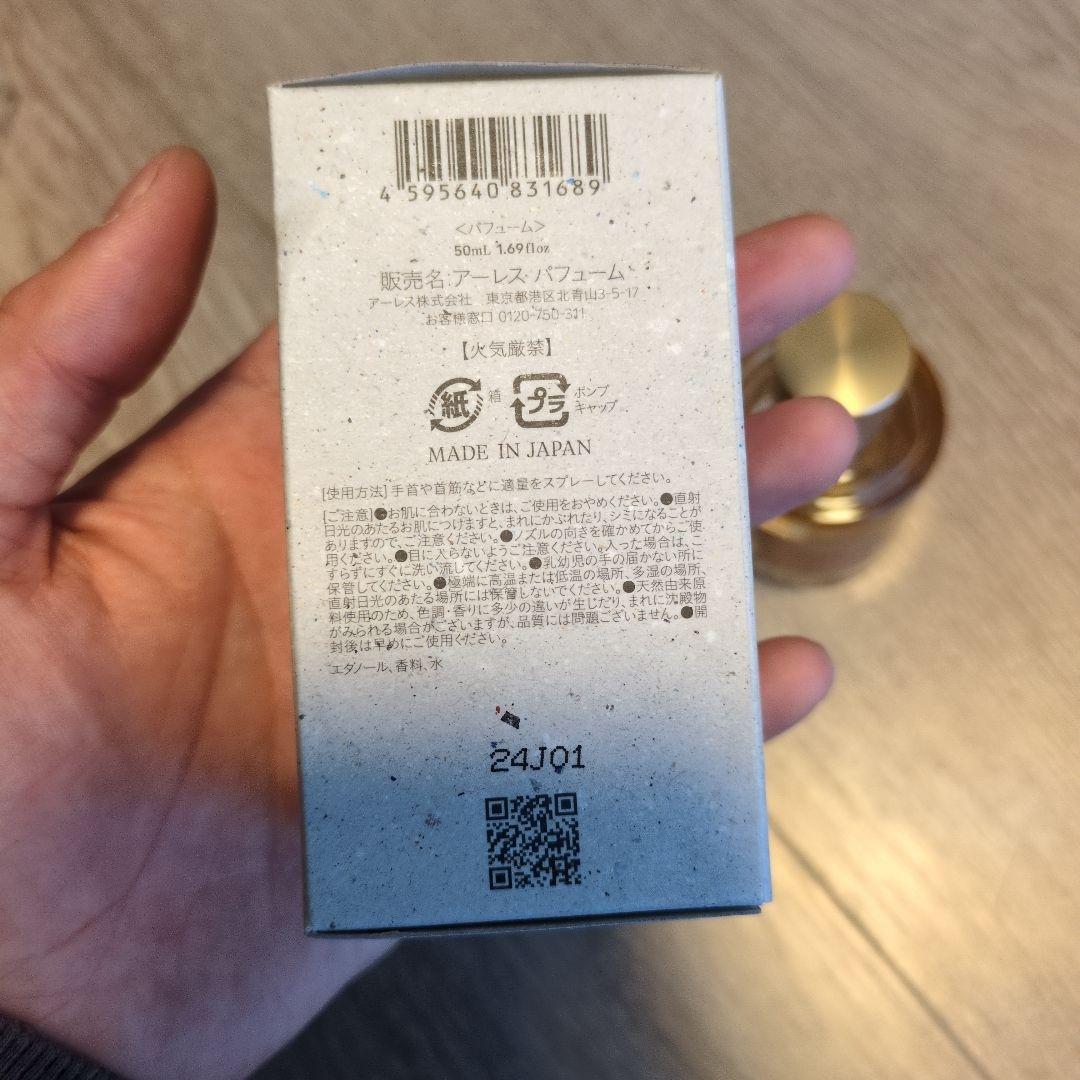 4 595640 831689
<パフューム>
50mL 1.69floz
販売名:アーレス パフューム
アーレス株式会社 東京都港区北青山3-5-17
お客様窓口 0120-750-311
【火気厳禁】
紙 箱 プラ ポンプ
キャップ
MADE IN JAPAN
[使用方法]手首や首筋などに適量をスプレーしてください。
[ご注意]●お肌に合わないときは、ご使用をおやめください。●直射
日光のあたるお肌につけますと、まれにかぶれたり、シミになることが
ありますので、ご注意ください。●ノズルの向きを確かめてからご使
用ください。●目に入らないようご注意ください。入った場合は、こ
すらずにすぐに洗い流してください。●乳幼児の手の届かない所に
保管してください。●極端に高温または低温の場所、多湿の場所、
直射日光のあたる場所には保管しないでください。●天然由来原
料使用のため、色調・香りに多少の違いが生じたり、まれに沈殿物
がみられる場合がございますが、品質には問題ございません。●開
封後は早めにご使用ください。
エタノール、香料、水
24J01